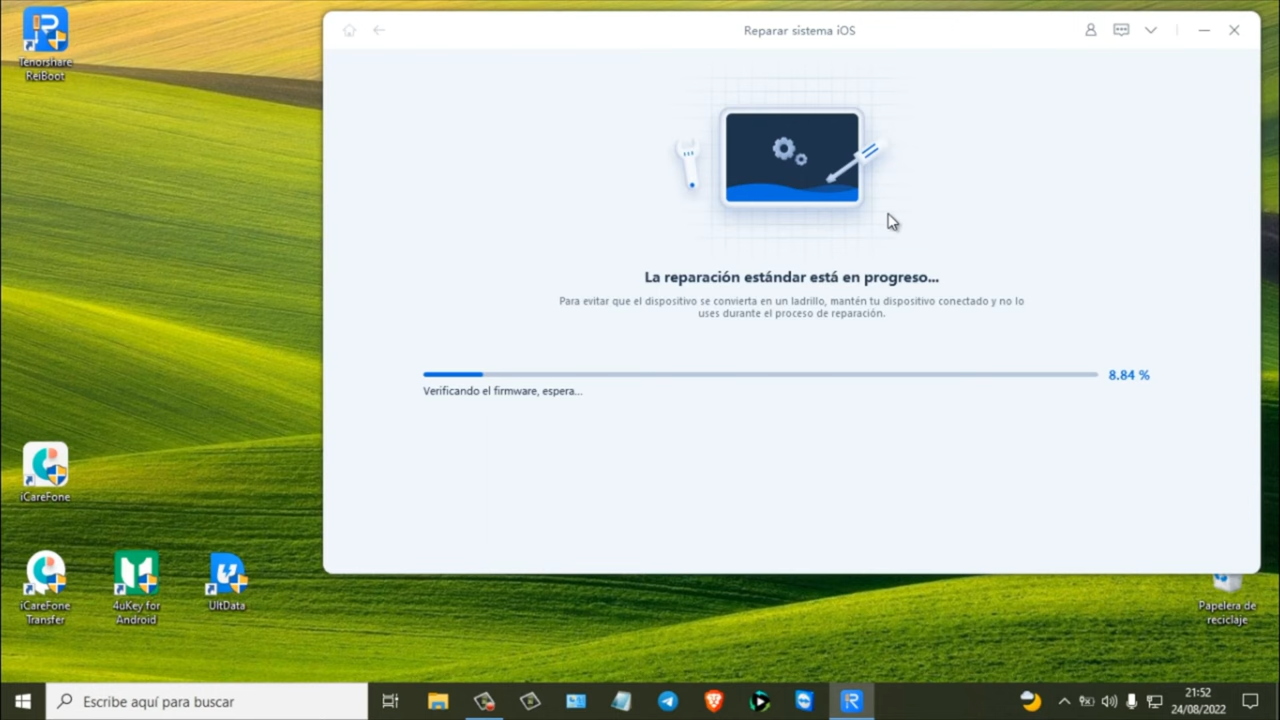 Tenorshare
ReiBoot
Reparar sistema iOS
La reparación estándar está en progreso...
Para evitar que el dispositivo se convierta en un ladrillo, mantén tu dispositivo conectado y no lo
uses durante el proceso de reparación.
8.84 %
Verificando el firmware, espera...
iCareFone
iCareFone
Transfer
4uKey for
Android
UltData
Papelera de
reciclaje
Escribe aquí para buscar
21:52
24/08/2022